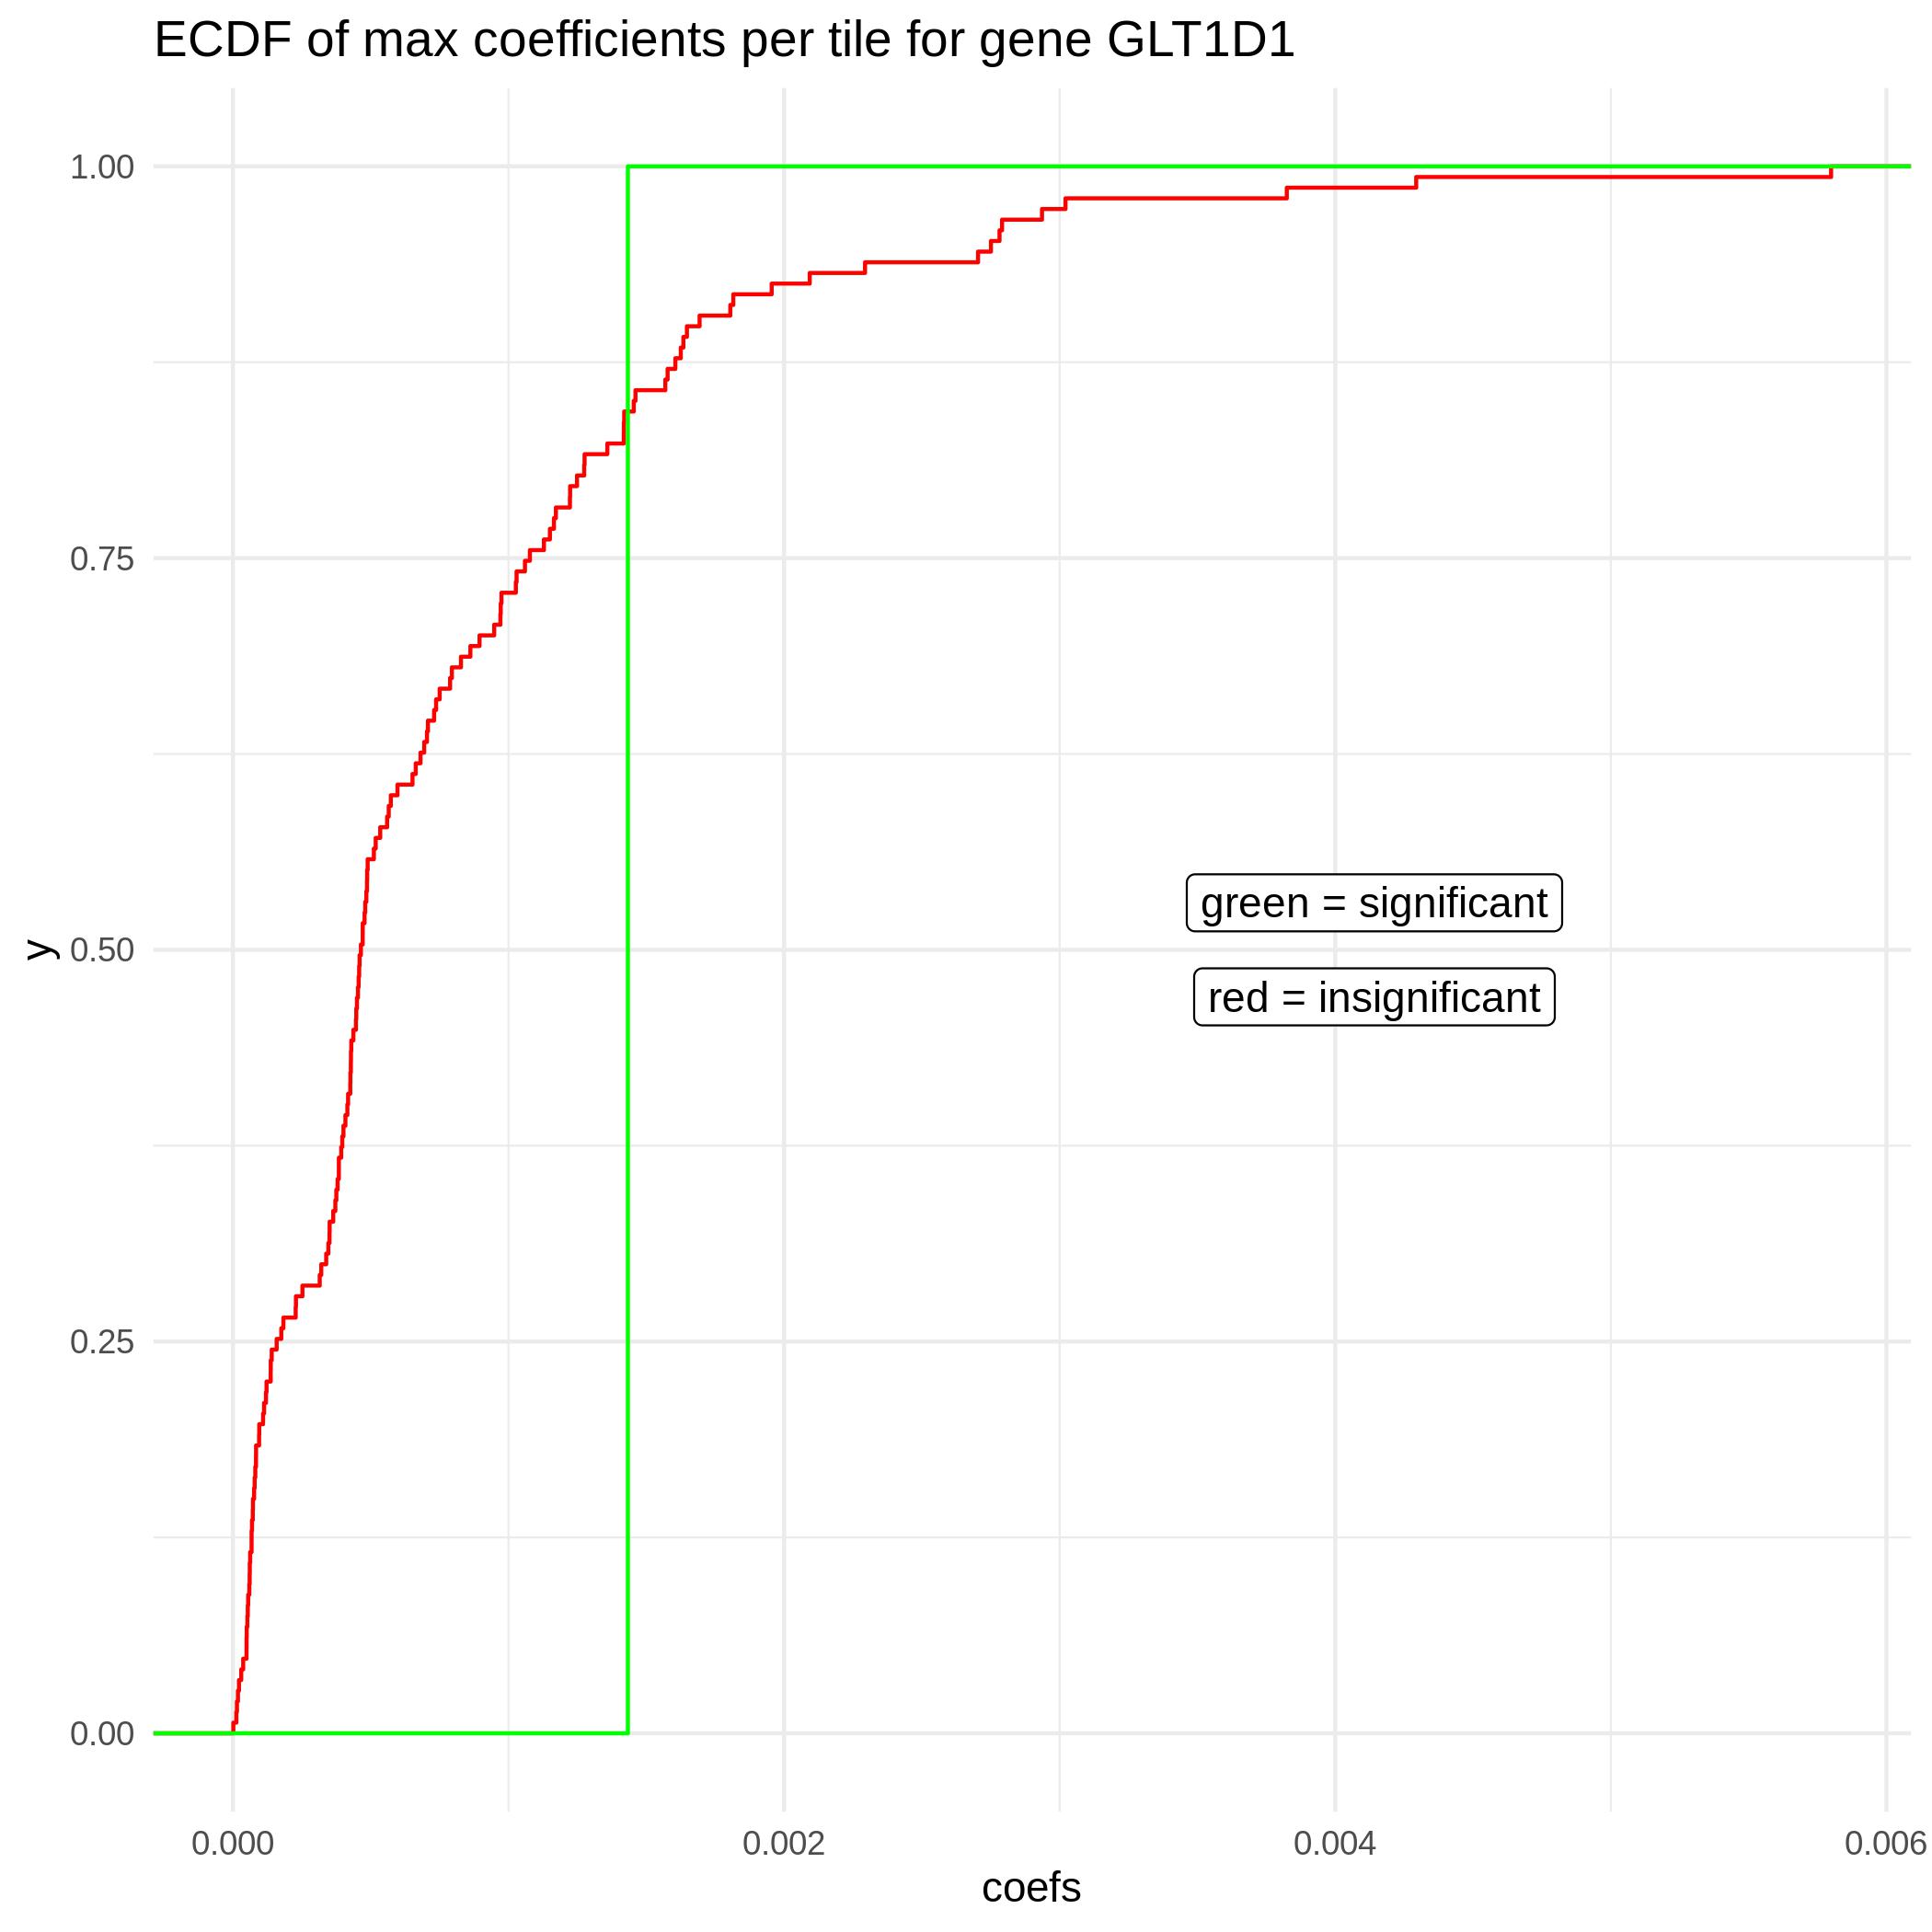 ECDF of max coefficients per tile for gene GLT1D1
1.00
0.75
0.50
0.25
0.00
y
green = significant
red = insignificant
0.000
0.002
0.004
0.006
coefs